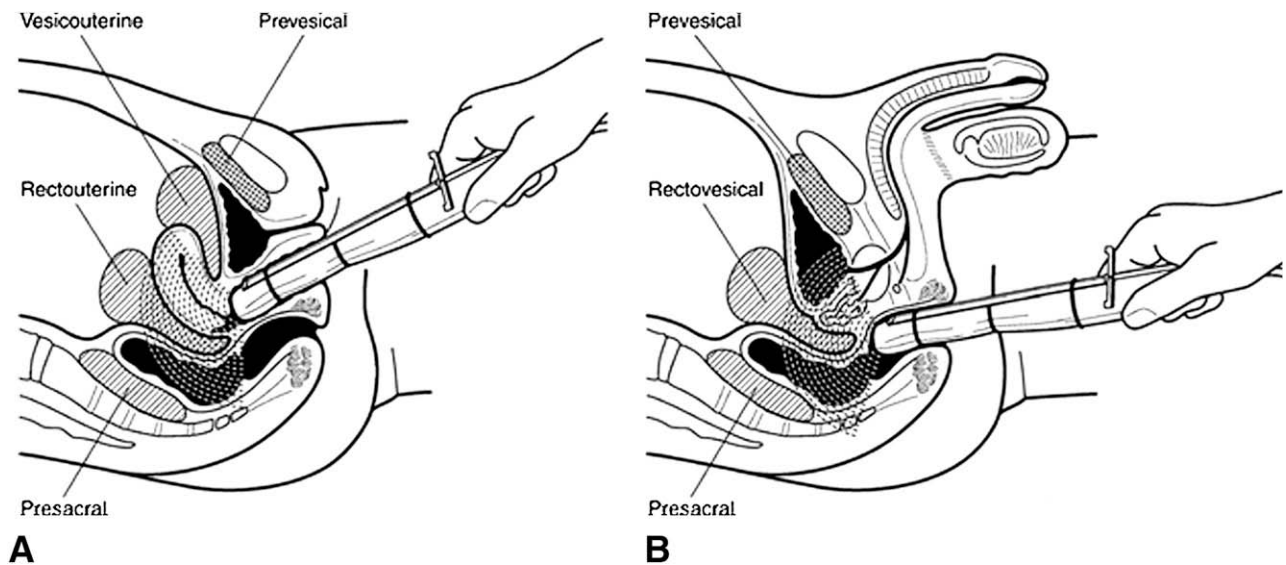 Vesicouterine
Prevesical
Rectouterine
Presacral
A
Prevesical
Rectovesical
Presacral
B